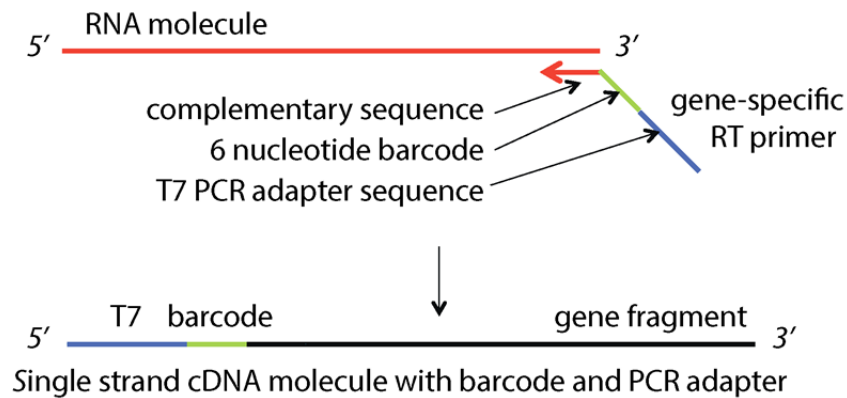 RNA molecule
5′ 3′
complementary sequence
gene-specific
RT primer
6 nucleotide barcode
T7 PCR adapter sequence
T7 barcode gene fragment
5′ 3′
Single strand cDNA molecule with barcode and PCR adapter